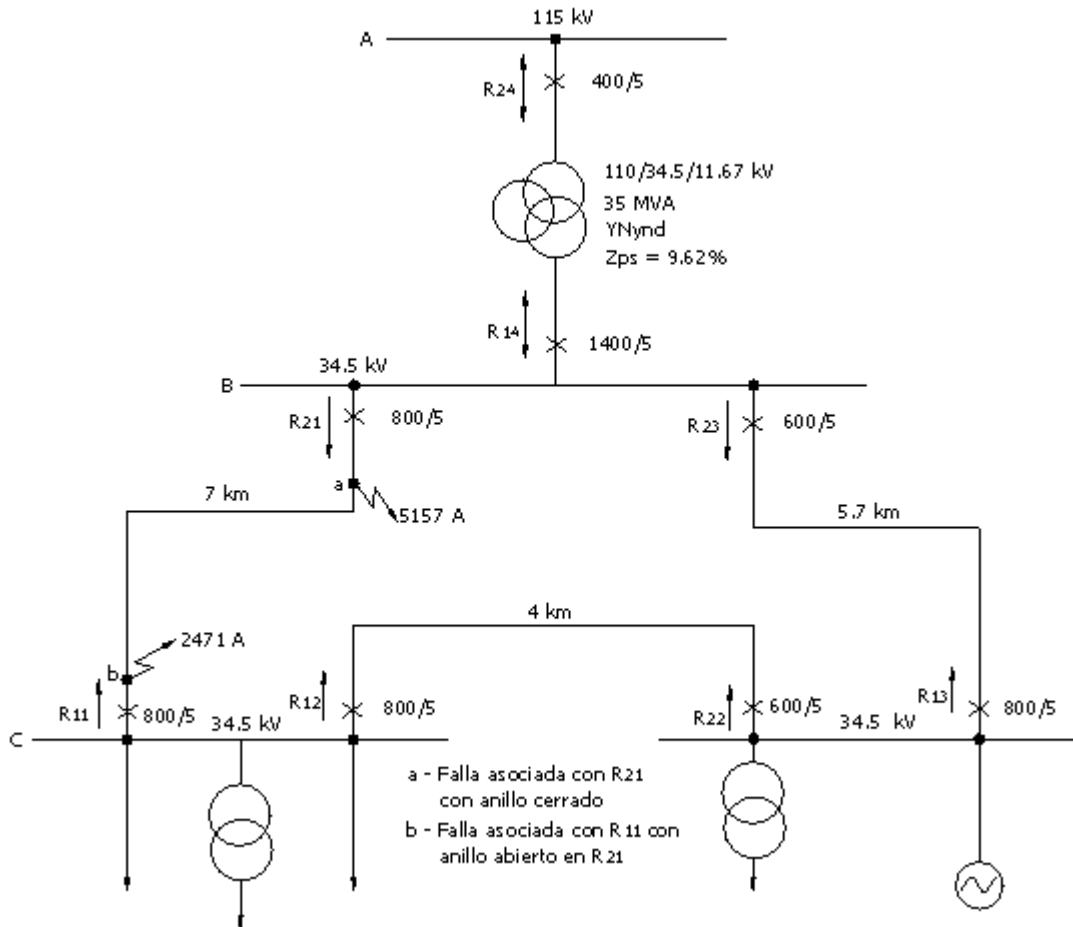 115 kV
A
R24
400/5
110/34.5/11.67 kV
35 MVA
YNynd
Zps = 9.62%
R14
1400/5
34.5 kV
B
R21
800/5
R23
600/5
a
7 km
5157 A
5.7 km
4 km
2471 A
b
R11
800/5
R12
800/5
R22
600/5
R13
800/5
34.5 kV
34.5 kV
C
a - Falla asociada con R21
con anillo cerrado
b - Falla asociada con R11 con
anillo abierto en R21